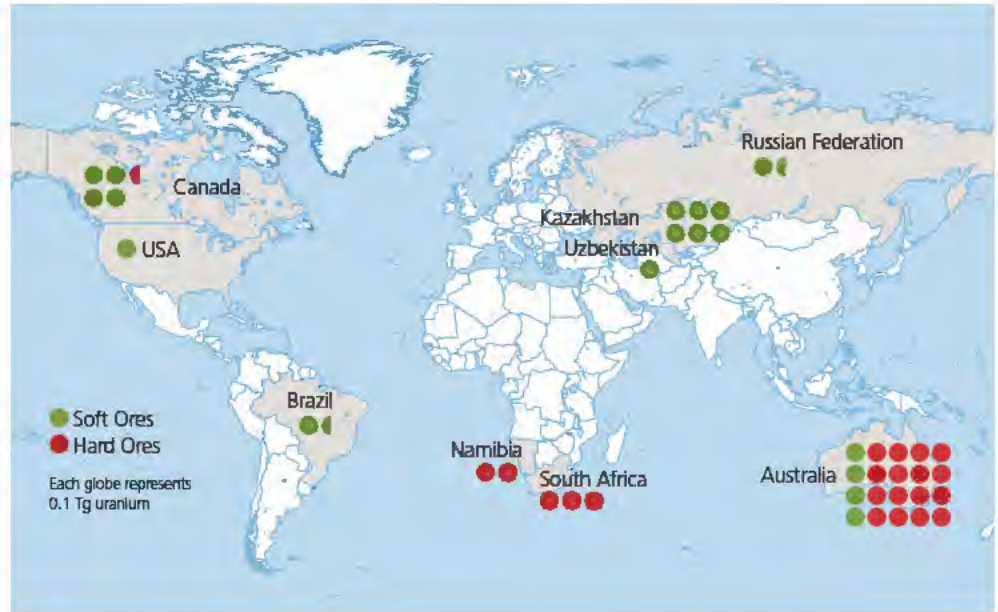 Russian Federation
Canada
Kazakhstan
USA
Uzbekistan
Brazil
Soft Ores
Hard Ores
Namibia
South Africa
Australia
Each globe represents
0.1 Tg uranium